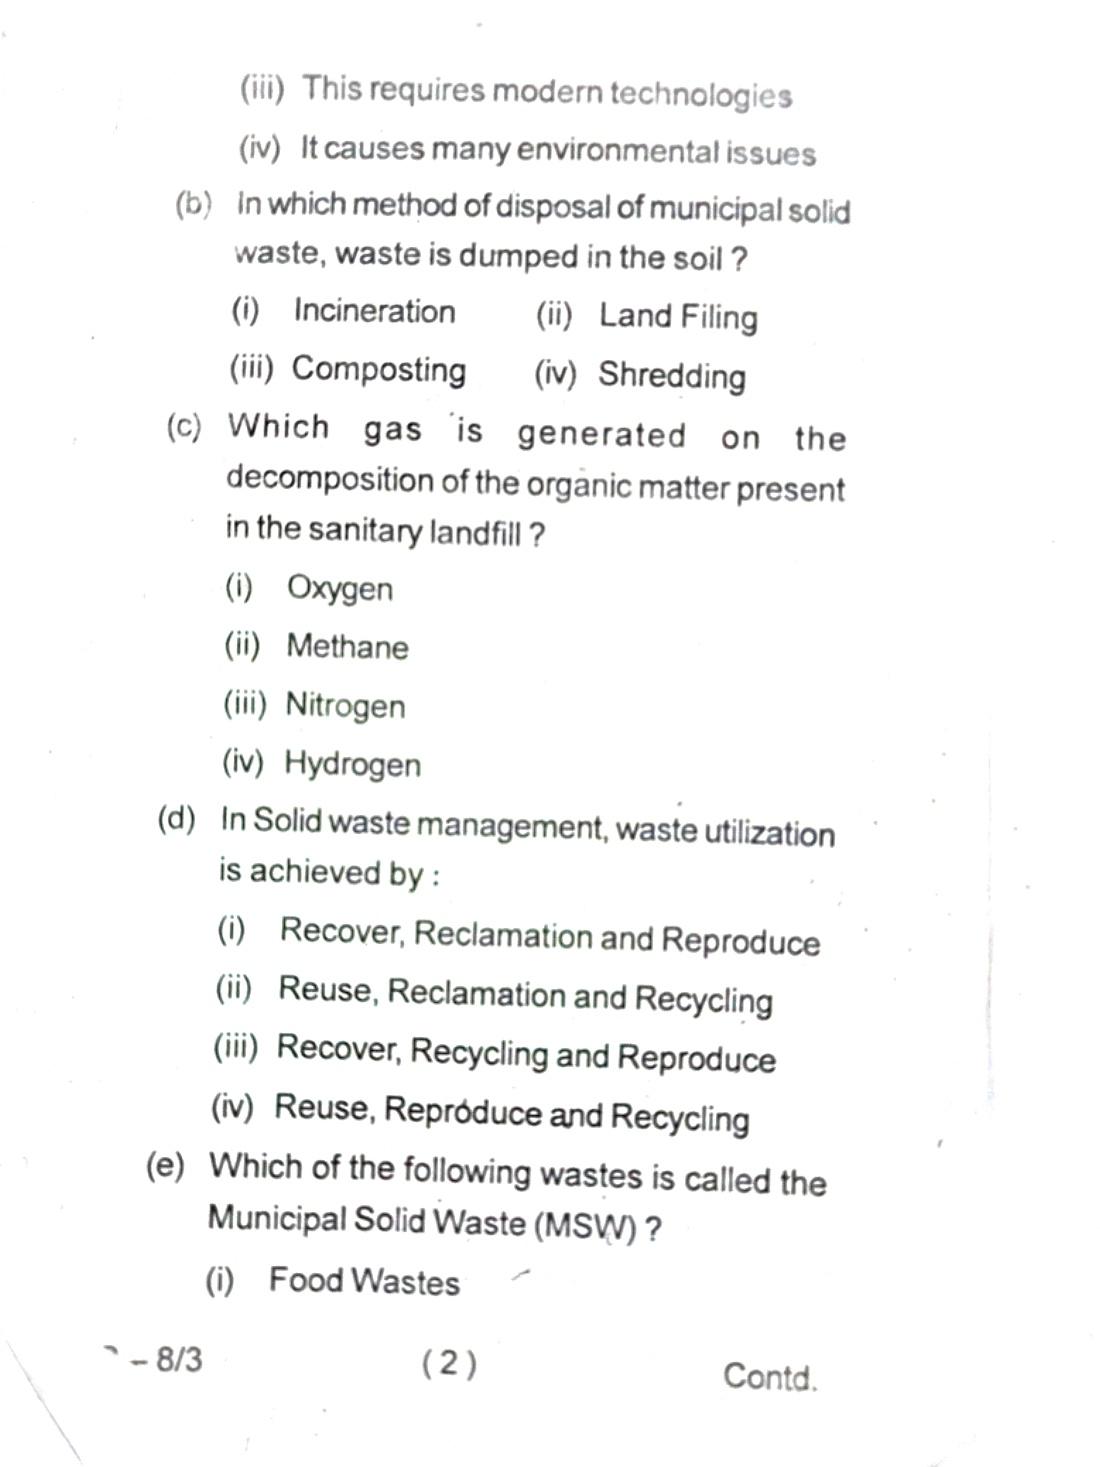 (iii) This requires modern technologies
(iv) It causes many environmental issues
(b) In which method of disposal of municipal solid
waste, waste is dumped in the soil ?
(i) Incineration (ii) Land Filing
(iii) Composting (iv) Shredding
(c) Which gas is generated on the
decomposition of the organic matter present
in the sanitary landfill ?
(i) Oxygen
(ii) Methane
(iii) Nitrogen
(iv) Hydrogen
(d) In Solid waste management, waste utilization
is achieved by :
(i) Recover, Reclamation and Reproduce
(ii) Reuse, Reclamation and Recycling
(iii) Recover, Recycling and Reproduce
(iv) Reuse, Reproduce and Recycling
(e) Which of the following wastes is called the
Municipal Solid Waste (MSW) ?
(i) Food Wastes
– 8/3 (2) Contd.